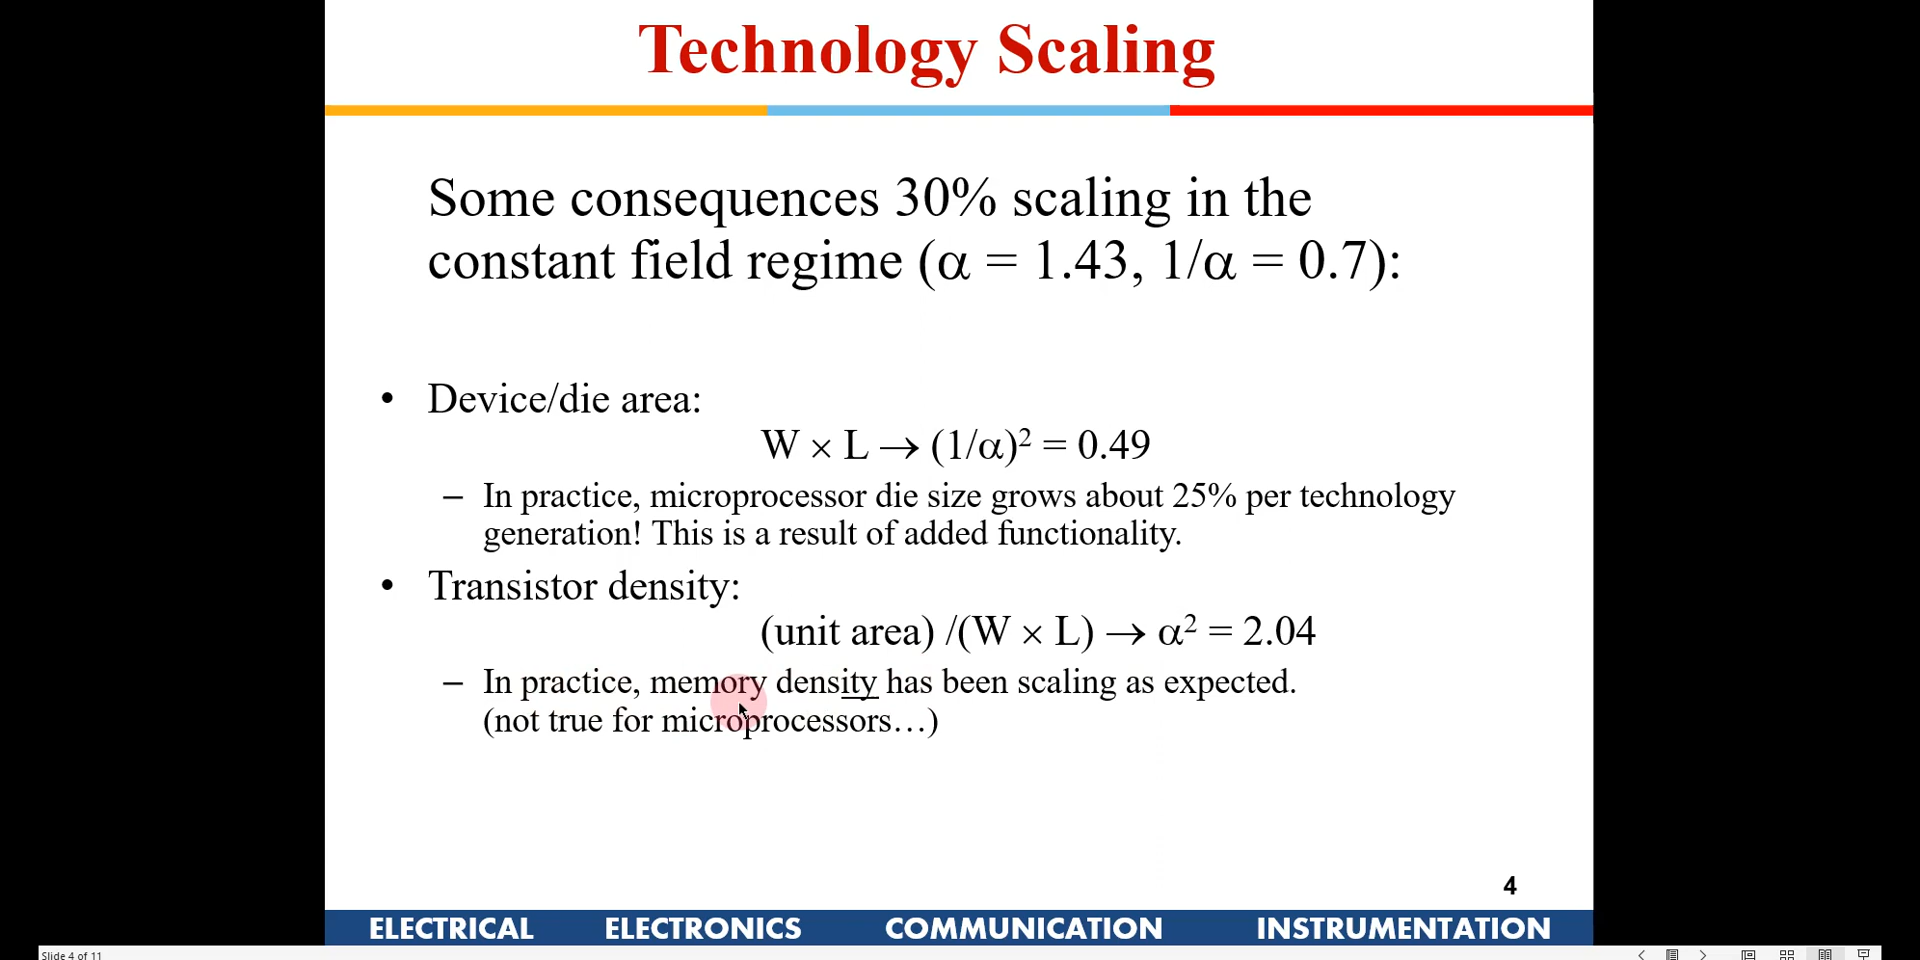 Technology Scaling
Some consequences 30% scaling in the
constant field regime (α = 1.43, 1/α = 0.7):
• Device/die area:
W × L → (1/α)² = 0.49
– In practice, microprocessor die size grows about 25% per technology
generation! This is a result of added functionality.
• Transistor density:
(unit area) /(W × L) → α² = 2.04
– In practice, memory density has been scaling as expected.
(not true for microprocessors…)
4
ELECTRICAL ELECTRONICS COMMUNICATION INSTRUMENTATION
Slide 4 of 11